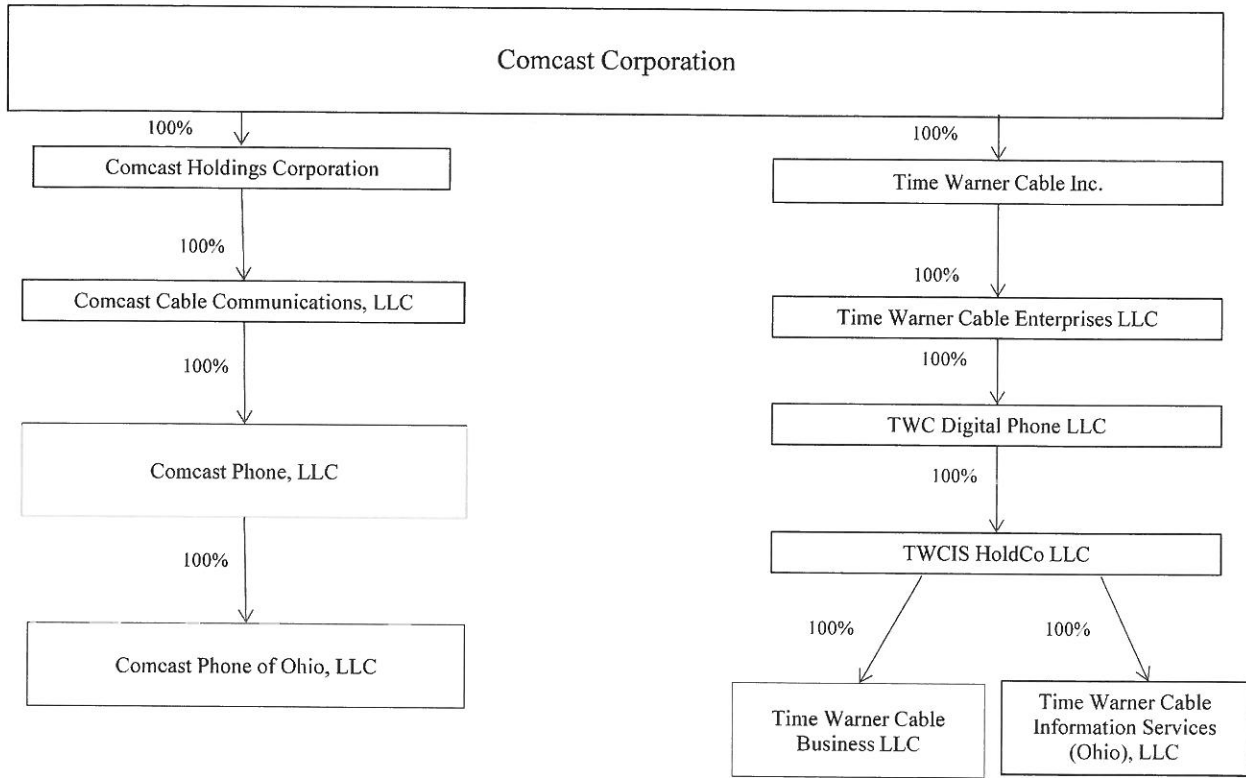 Comcast Corporation
100%
100%
Comcast Holdings Corporation
Time Warner Cable Inc.
100%
100%
Comcast Cable Communications, LLC
Time Warner Cable Enterprises LLC
100%
100%
TWC Digital Phone LLC
Comcast Phone, LLC
100%
100%
TWCIS HoldCo LLC
100%
100%
Comcast Phone of Ohio, LLC
Time Warner Cable
Business LLC
Time Warner Cable
Information Services
(Ohio), LLC